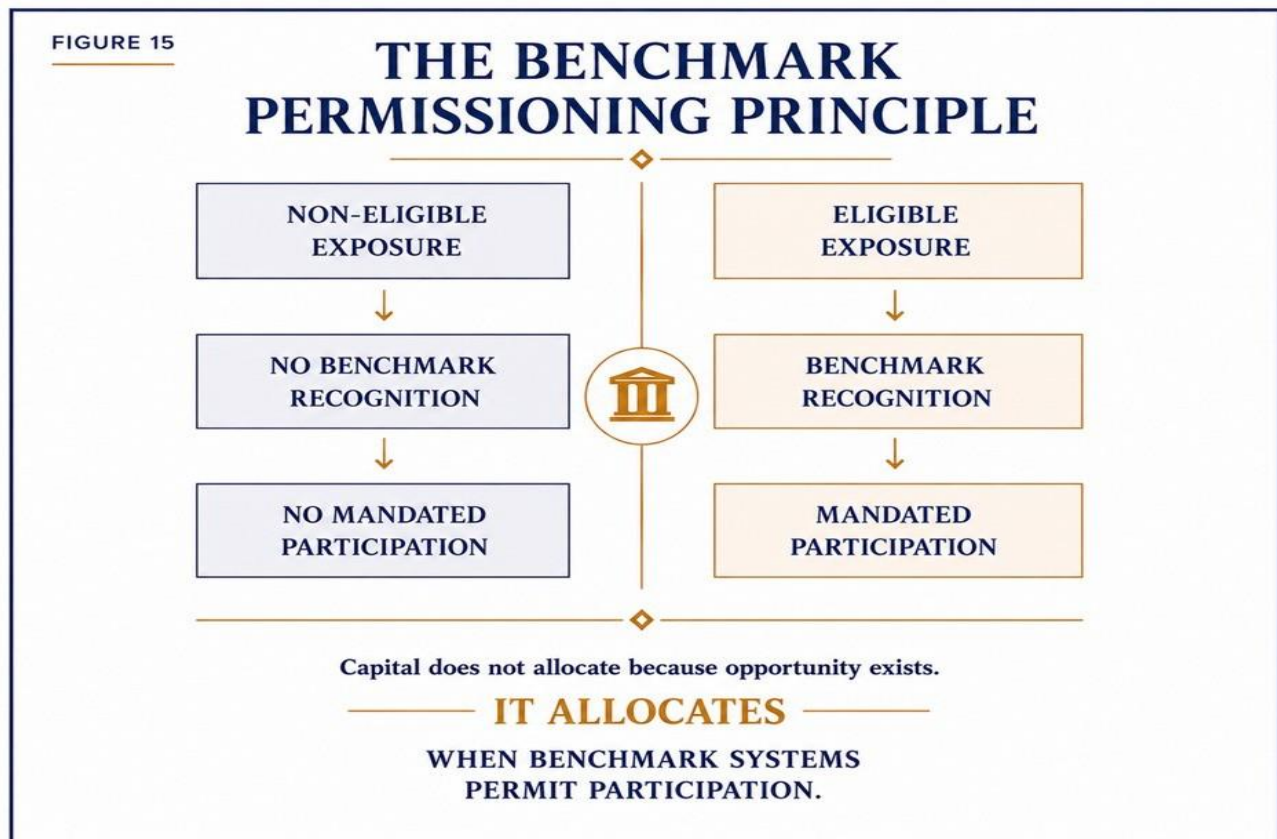 FIGURE 15
THE BENCHMARK
PERMISSIONING PRINCIPLE
NON-ELIGIBLE
EXPOSURE
NO BENCHMARK
RECOGNITION
NO MANDATED
PARTICIPATION
ELIGIBLE
EXPOSURE
BENCHMARK
RECOGNITION
MANDATED
PARTICIPATION
Capital does not allocate because opportunity exists.
IT ALLOCATES
WHEN BENCHMARK SYSTEMS
PERMIT PARTICIPATION.